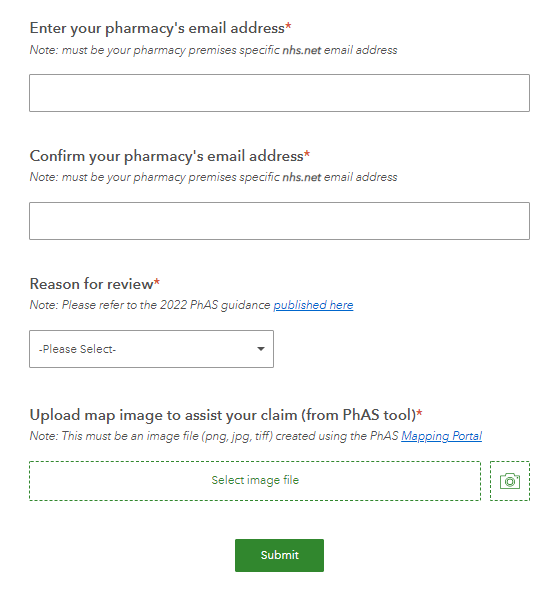 Enter your pharmacy's email address*
Note: must be your pharmacy premises specific nhs.net email address
Confirm your pharmacy's email address*
Note: must be your pharmacy premises specific nhs.net email address
Reason for review*
Note: Please refer to the 2022 PhAS guidance published here
-Please Select-
Upload map image to assist your claim (from PhAS tool)*
Note: This must be an image file (png, jpg, tiff) created using the PhAS Mapping Portal
Select image file
Submit